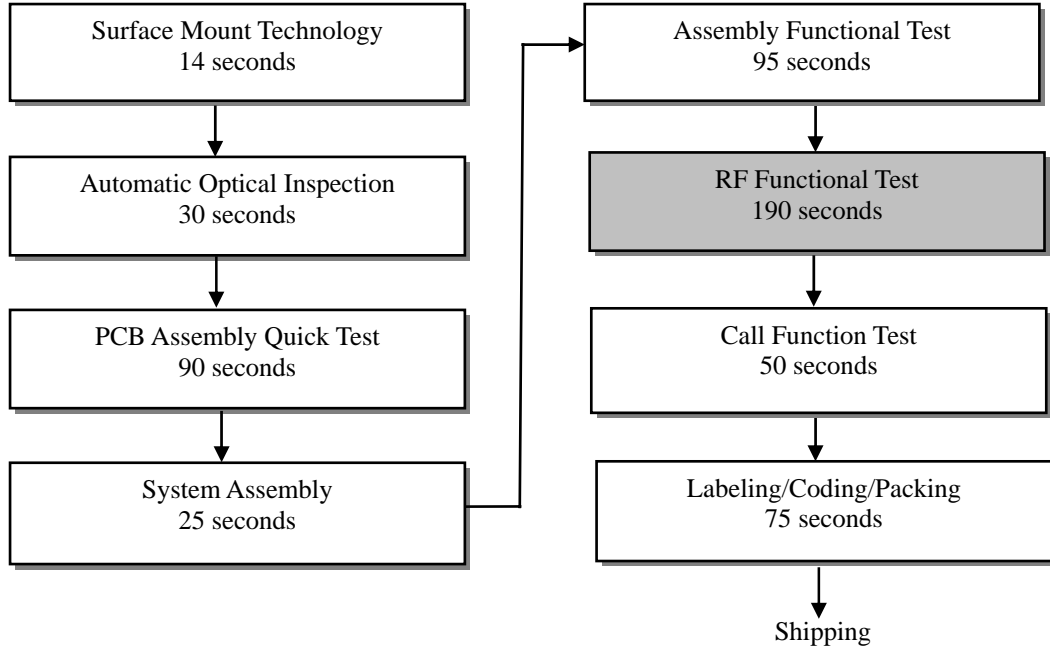 Surface Mount Technology
14 seconds
Automatic Optical Inspection
30 seconds
PCB Assembly Quick Test
90 seconds
System Assembly
25 seconds
Assembly Functional Test
95 seconds
RF Functional Test
190 seconds
Call Function Test
50 seconds
Labeling/Coding/Packing
75 seconds
Shipping